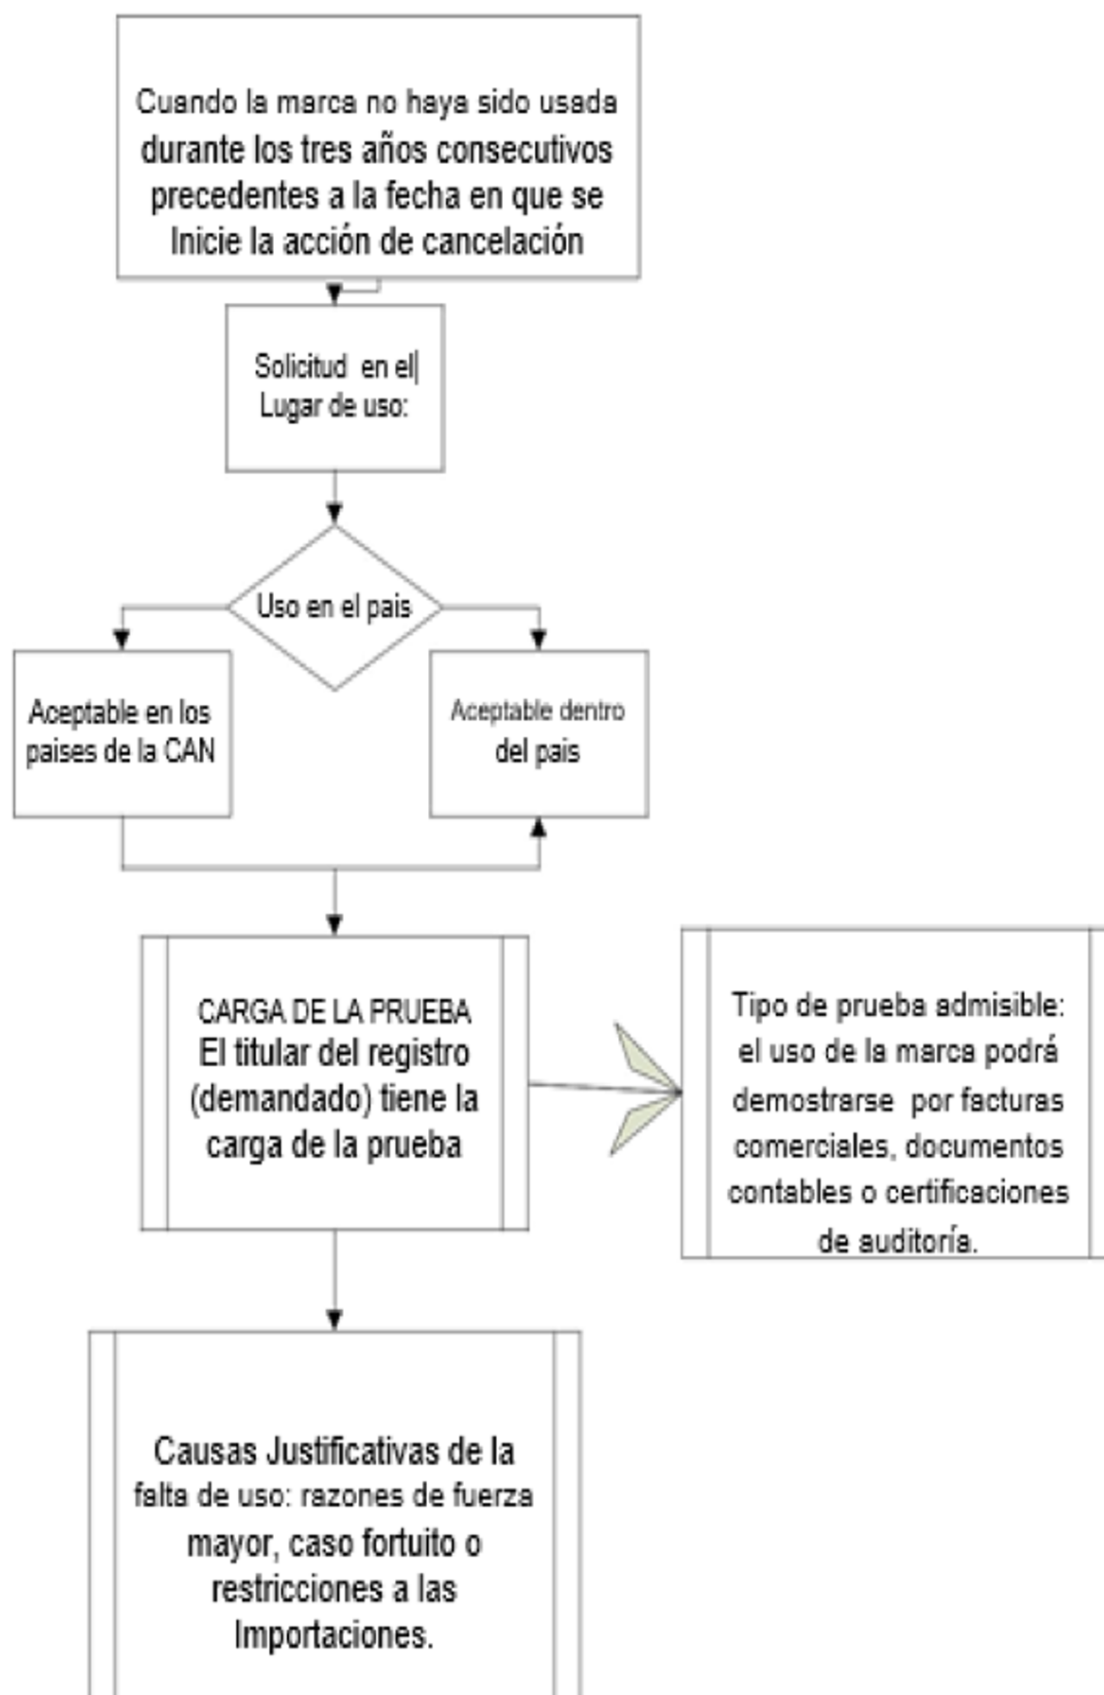 Cuando la marca no haya sido usada
durante los tres años consecutivos
precedentes a la fecha en que se
Inicie la acción de cancelación
Solicitud en el
Lugar de uso:
Uso en el pais
Aceptable en los
paises de la CAN
Aceptable dentro
del pais
CARGA DE LA PRUEBA
El titular del registro
(demandado) tiene la
carga de la prueba
Tipo de prueba admisible:
el uso de la marca podrá
demostrarse por facturas
comerciales, documentos
contables o certificaciones
de auditoría.
Causas Justificativas de la
falta de uso: razones de fuerza
mayor, caso fortuito o
restricciones a las
Importaciones.